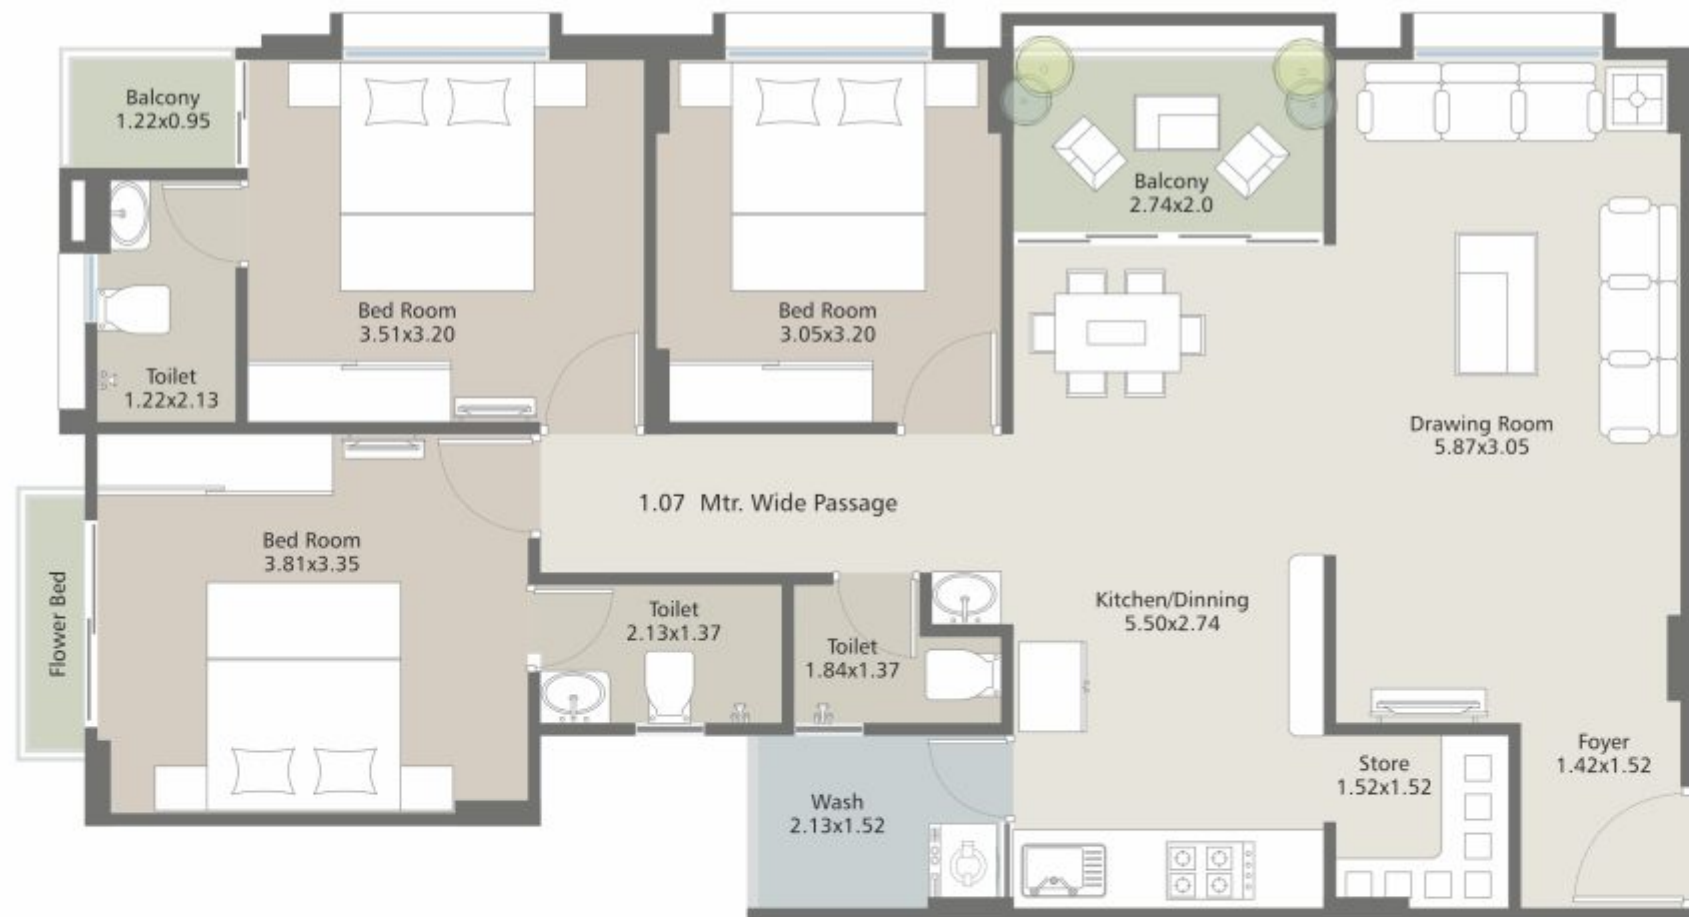 Balcony
1.22x0.95
Balcony
2.74x2.0
Bed Room
3.51x3.20
Bed Room
3.05x3.20
Toilet
1.22x2.13
Drawing Room
5.87x3.05
1.07 Mtr. Wide Passage
Bed Room
3.81x3.35
Flower Bed
Toilet
2.13x1.37
Toilet
1.84x1.37
Kitchen/Dinning
5.50x2.74
Wash
2.13x1.52
Store
1.52x1.52
Foyer
1.42x1.52